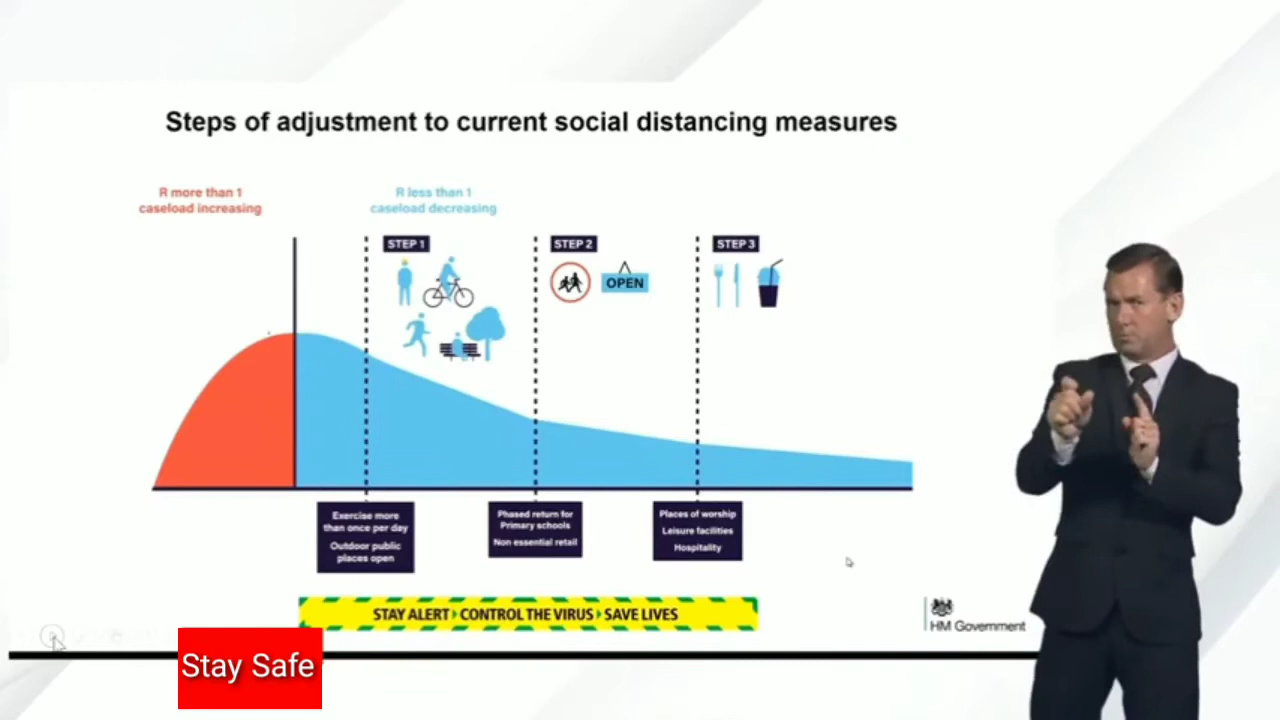 Steps of adjustment to current social distancing measures
R more than 1
caseload increasing
R less than 1
caseload decreasing
STEP 1
STEP 2
STEP 3
OPEN
Exercise more
than once per day
Outdoor public
places open
Phased return for
Primary schools
Non essential retail
Places of worship
Leisure facilities
Hospitality
STAY ALERT CONTROL THE VIRUS SAVE LIVES
HM Government
Stay Safe